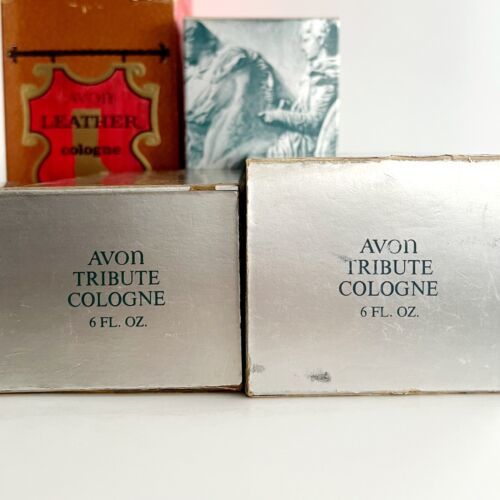 AVON
LEATHER
cologne
AVON
TRIBUTE
COLOGNE
6 FL. OZ.
AVON
TRIBUTE
COLOGNE
6 FL. OZ.